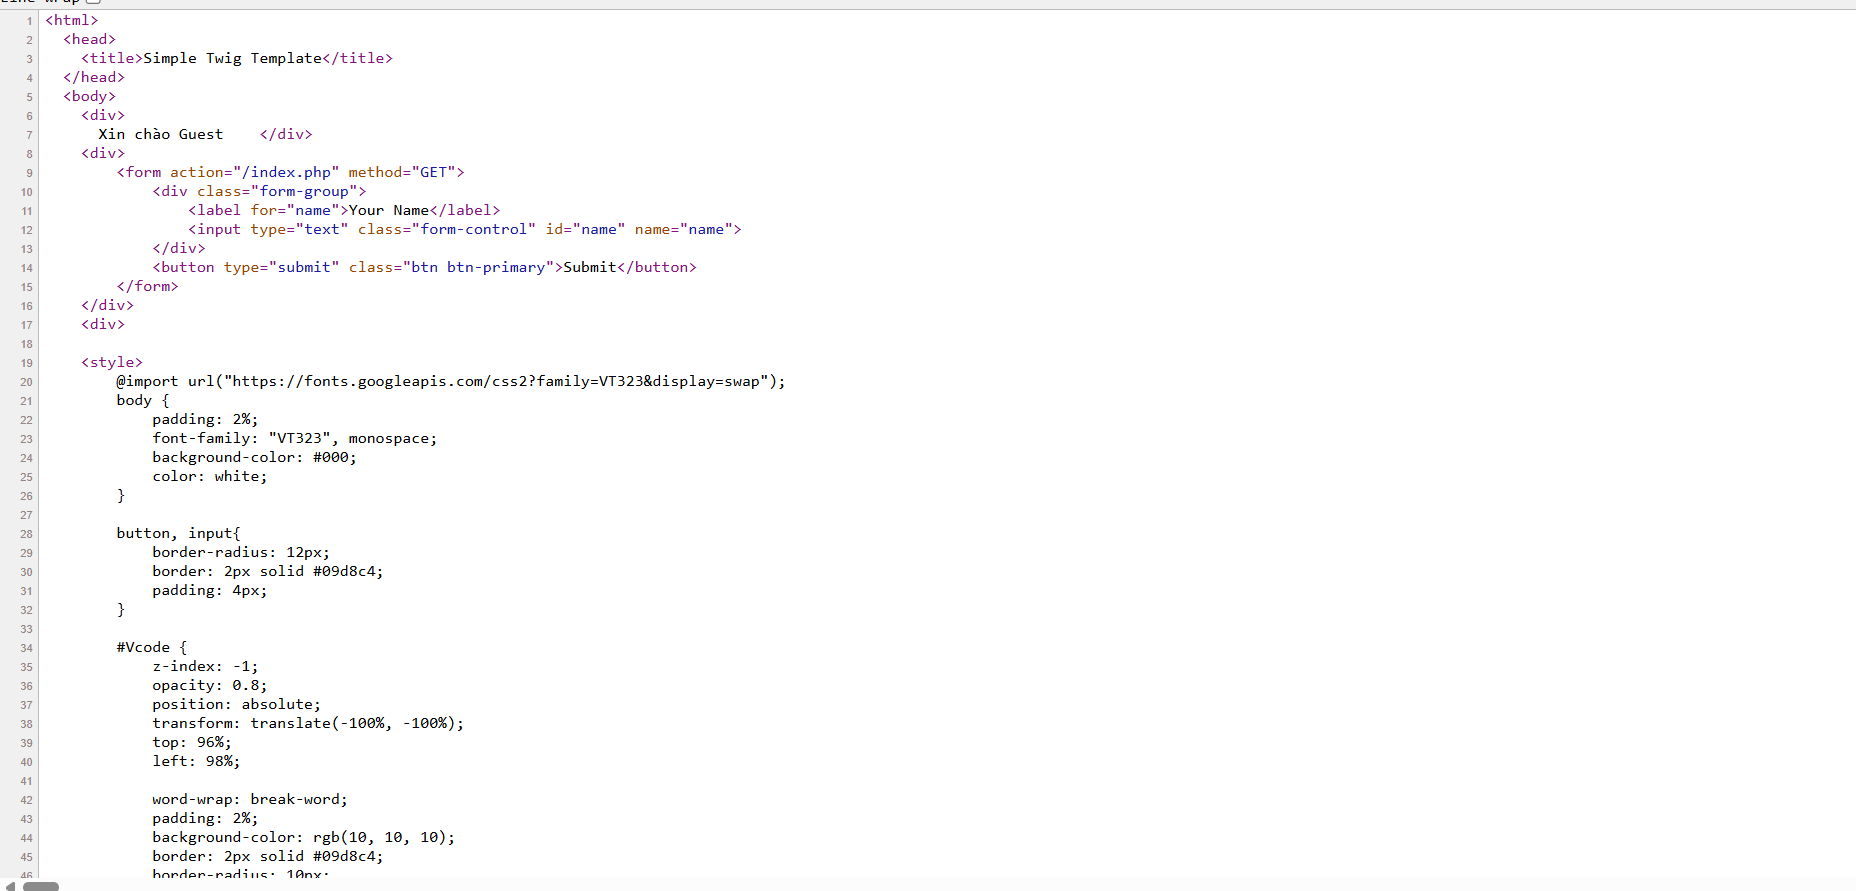 Line wrap
1 <html>
2 <head>
3 <title>Simple Twig Template</title>
4 </head>
5 <body>
6 <div>
7 Xin chào Guest </div>
8 <div>
9 <form action="/index.php" method="GET">
10 <div class="form-group">
11 <label for="name">Your Name</label>
12 <input type="text" class="form-control" id="name" name="name">
13 </div>
14 <button type="submit" class="btn btn-primary">Submit</button>
15 </form>
16 </div>
17 <div>
18
19 <style>
20 @import url("https://fonts.googleapis.com/css2?family=VT323&display=swap");
21 body {
22 padding: 2%;
23 font-family: "VT323", monospace;
24 background-color: #000;
25 color: white;
26 }
27
28 button, input{
29 border-radius: 12px;
30 border: 2px solid #09d8c4;
31 padding: 4px;
32 }
33
34 #Vcode {
35 z-index: -1;
36 opacity: 0.8;
37 position: absolute;
38 transform: translate(-100%, -100%);
39 top: 96%;
40 left: 98%;
41
42 word-wrap: break-word;
43 padding: 2%;
44 background-color: rgb(10, 10, 10);
45 border: 2px solid #09d8c4;
46 border-radius: 10px;